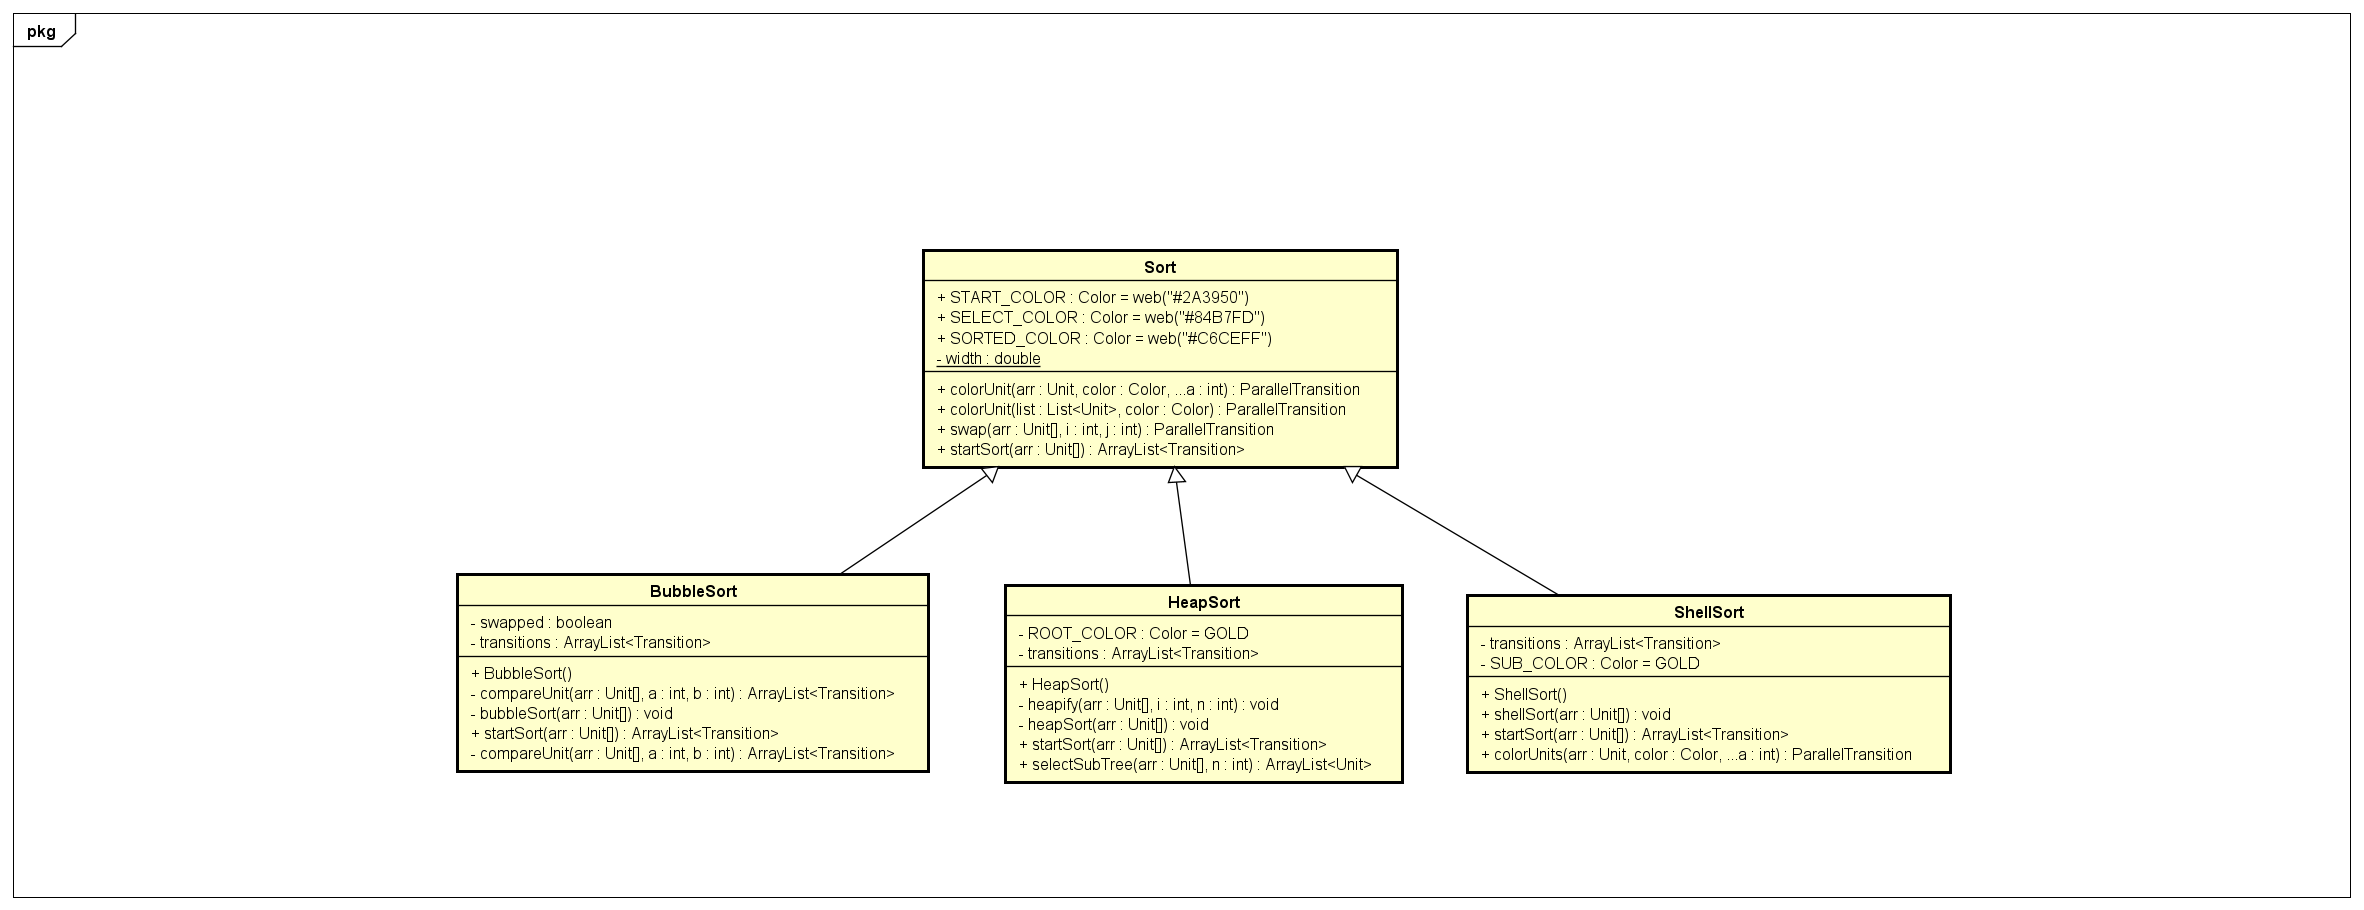 pkg
Sort
+ START_COLOR : Color = web("#2A3950")
+ SELECT_COLOR : Color = web("#84B7FD")
+ SORTED_COLOR : Color = web("#C6CEFF")
- width : double
+ colorUnit(arr : Unit, color : Color, ...a : int) : ParallelTransition
+ colorUnit(list : List<Unit>, color : Color) : ParallelTransition
+ swap(arr : Unit[], i : int, j : int) : ParallelTransition
+ startSort(arr : Unit[]) : ArrayList<Transition>
BubbleSort
- swapped : boolean
- transitions : ArrayList<Transition>
+ BubbleSort()
- compareUnit(arr : Unit[], a : int, b : int) : ArrayList<Transition>
- bubbleSort(arr : Unit[]) : void
+ startSort(arr : Unit[]) : ArrayList<Transition>
- compareUnit(arr : Unit[], a : int, b : int) : ArrayList<Transition>
HeapSort
- ROOT_COLOR : Color = GOLD
- transitions : ArrayList<Transition>
+ HeapSort()
- heapify(arr : Unit[], i : int, n : int) : void
- heapSort(arr : Unit[]) : void
+ startSort(arr : Unit[]) : ArrayList<Transition>
+ selectSubTree(arr : Unit[], n : int) : ArrayList<Unit>
ShellSort
- transitions : ArrayList<Transition>
- SUB_COLOR : Color = GOLD
+ ShellSort()
+ shellSort(arr : Unit[]) : void
+ startSort(arr : Unit[]) : ArrayList<Transition>
+ colorUnits(arr : Unit, color : Color, ...a : int) : ParallelTransition